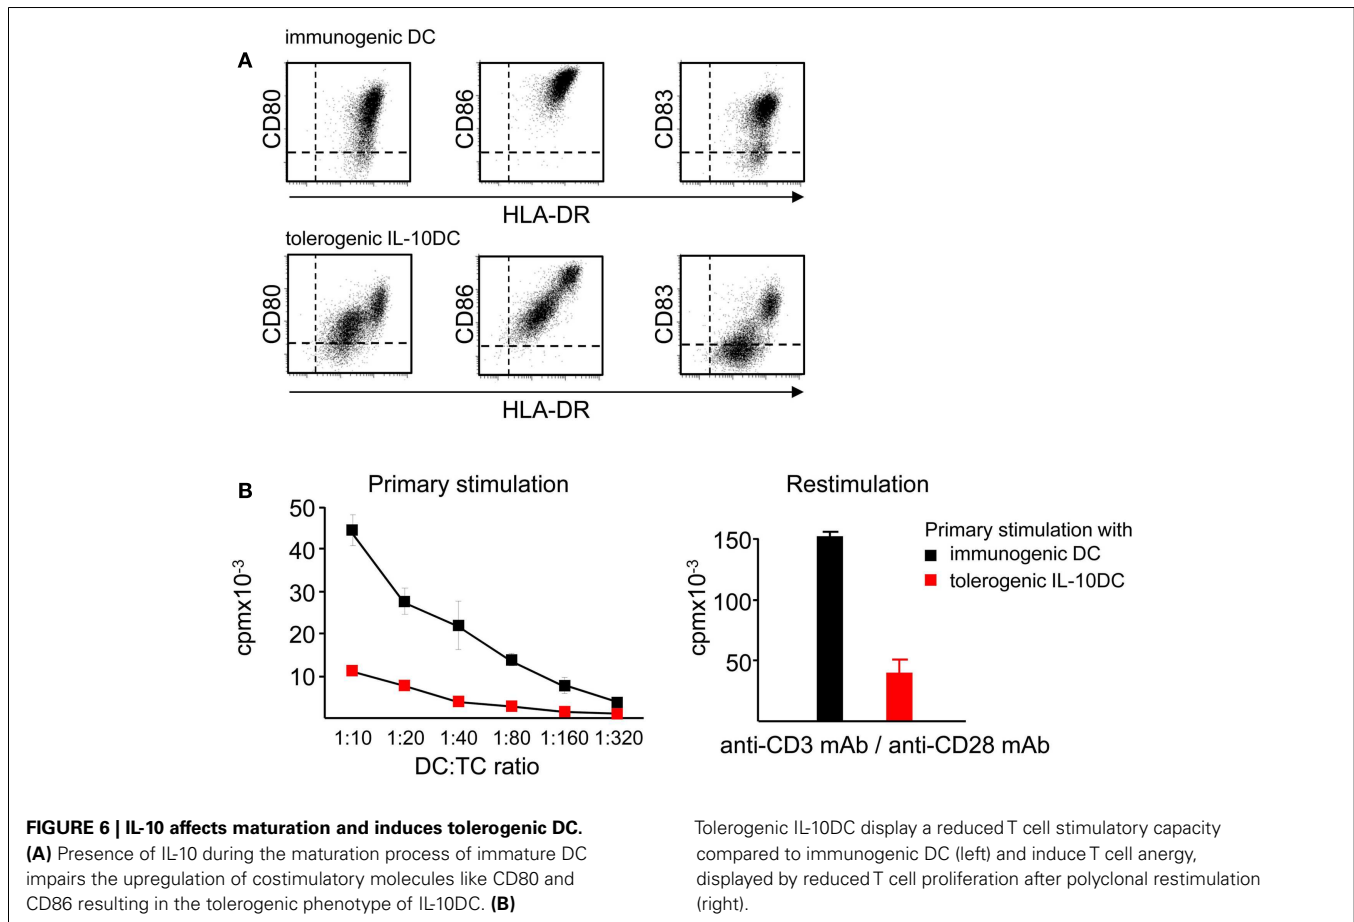 immunogenic DC
A
CD80
CD86
CD83
HLA-DR
tolerogenic IL-10DC
CD80
CD86
CD83
HLA-DR
B
Primary stimulation
50
40
30
20
10
cpmx10-3
1:10 1:20 1:40 1:80 1:160 1:320
DC:TC ratio
Restimulation
150
100
50
cpmx10-3
anti-CD3 mAb / anti-CD28 mAb
Primary stimulation with
immunogenic DC
tolerogenic IL-10DC
FIGURE 6 | IL-10 affects maturation and induces tolerogenic DC.
(A) Presence of IL-10 during the maturation process of immature DC
impairs the upregulation of costimulatory molecules like CD80 and
CD86 resulting in the tolerogenic phenotype of IL-10DC. (B)
Tolerogenic IL-10DC display a reduced T cell stimulatory capacity
compared to immunogenic DC (left) and induce T cell anergy,
displayed by reduced T cell proliferation after polyclonal restimulation
(right).